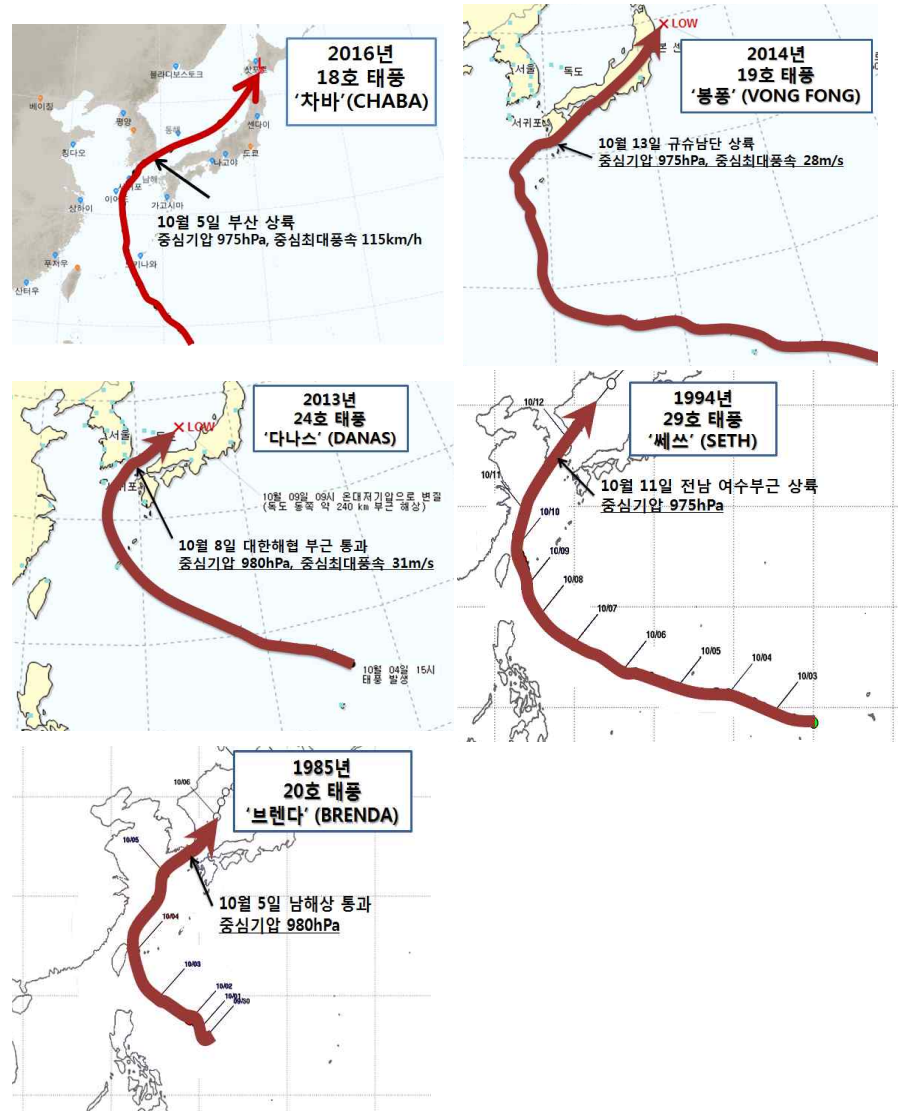 2016년
18호 태풍
'차바'(CHABA)
블라디보스토크
삿포로
베이징
평양
동해
센다이
칭다오
도쿄
나고야
남해
서귀포
이어도
가고시마
상하이
10월 5일 부산 상륙
중심기압 975hPa, 중심최대풍속 115km/h
푸저우
오키나와
산터우
LOW
2014년
19호 태풍
'봉퐁' (VONG FONG)
서울
독도
서귀포
10월 13일 규슈남단 상륙
중심기압 975hPa, 중심최대풍속 28m/s
2013년
24호 태풍
'다나스' (DANAS)
LOW
서울
독도
귀포
10월 09일 09시 온대저기압으로 변질
(독도 동쪽 약 240 km 부근 해상)
10월 8일 대한해협 부근 통과
중심기압 980hPa, 중심최대풍속 31m/s
10월 04일 15시
태풍 발생
1994년
29호 태풍
'쎄쓰' (SETH)
10/12
10/11
10월 11일 전남 여수부근 상륙
중심기압 975hPa
10/10
10/09
10/08
10/07
10/06
10/05
10/04
10/03
1985년
20호 태풍
'브렌다' (BRENDA)
10/06
10/05
10월 5일 남해상 통과
중심기압 980hPa
10/04
10/03
10/02
10/01
09/30